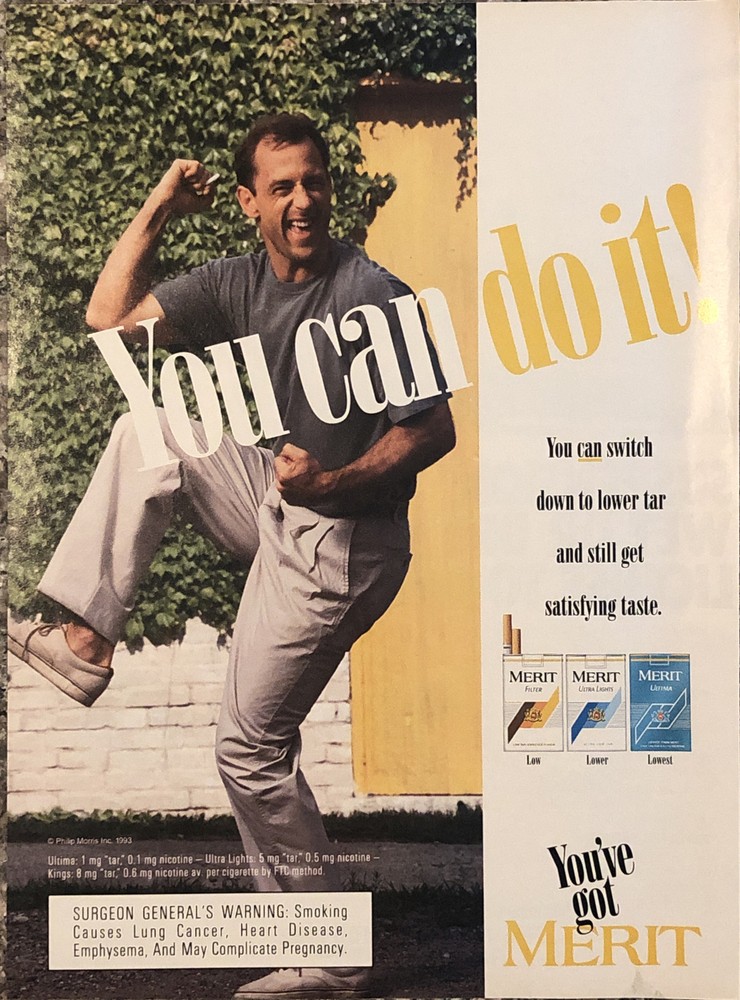 You can do it!
You can switch
down to lower tar
and still get
satisfying taste.
MERIT
FILTER
MERIT
ULTRA LIGHTS
MERIT
ULTIMA
Low
Lower
Lowest
You've
got
MERIT
© Philip Morris Inc. 1993
Ultima: 1 mg "tar," 0.1 mg nicotine – Ultra Lights: 5 mg "tar," 0.5 mg nicotine –
Kings: 8 mg "tar," 0.6 mg nicotine av. per cigarette by FTC method.
SURGEON GENERAL'S WARNING: Smoking
Causes Lung Cancer, Heart Disease,
Emphysema, And May Complicate Pregnancy.